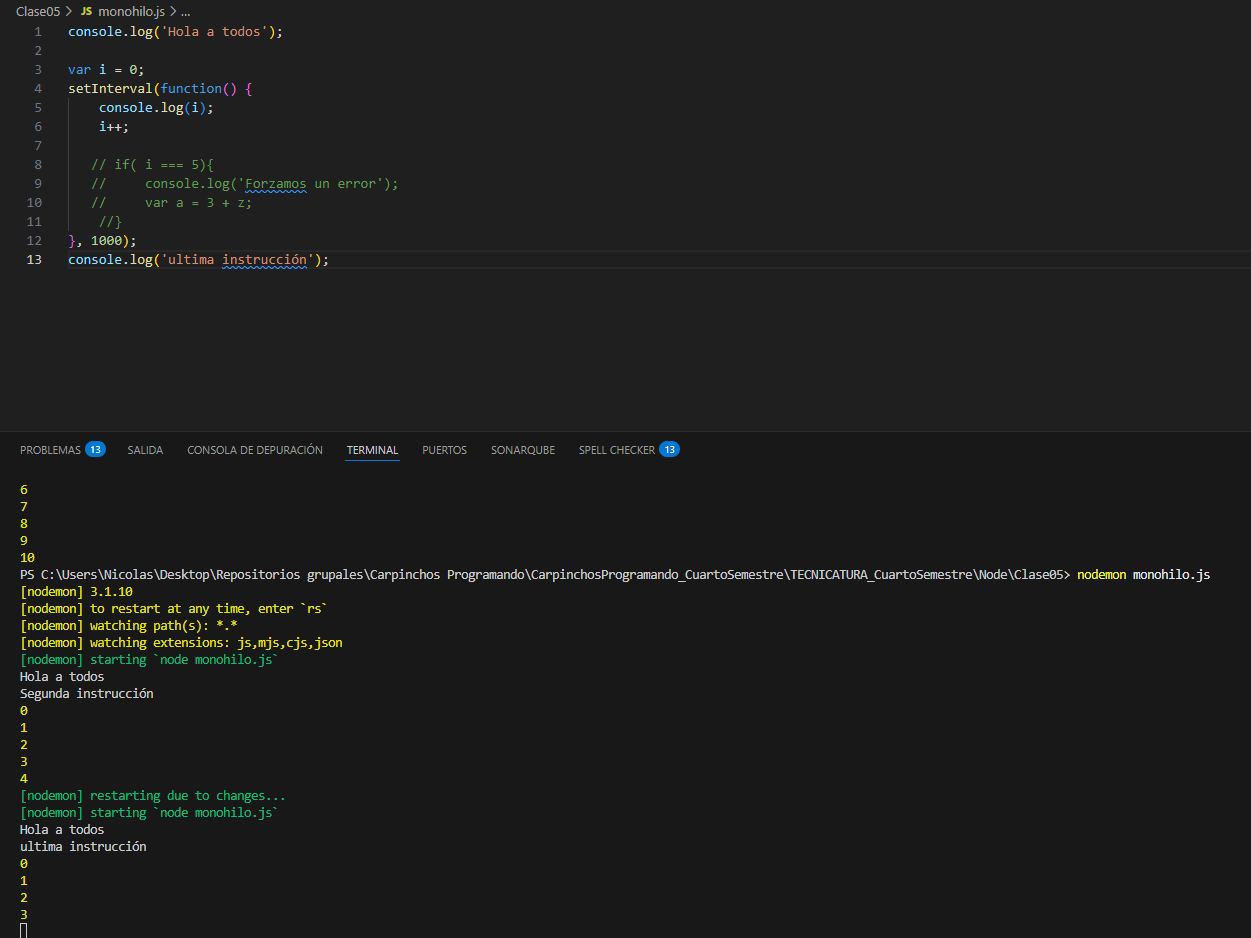 Clase05 > JS monohilo.js > ...
1 console.log('Hola a todos');
2
3 var i = 0;
4 setInterval(function() {
5 console.log(i);
6 i++;
7
8 // if( i === 5){
9 // console.log('Forzamos un error');
10 // var a = 3 + z;
11 //}
12 }, 1000);
13 console.log('ultima instrucción');
PROBLEMAS 13 SALIDA CONSOLA DE DEPURACIÓN TERMINAL PUERTOS SONARQUBE SPELL CHECKER 13
6
7
8
9
10
PS C:\Users\Nicolas\Desktop\Repositorios grupales\Carpinchos Programando\CarpinchosProgramando_CuartoSemestre\TECNICATURA_CuartoSemestre\Node\Clase05> nodemon monohilo.js
[nodemon] 3.1.10
[nodemon] to restart at any time, enter `rs`
[nodemon] watching path(s): *.*
[nodemon] watching extensions: js,mjs,cjs,json
[nodemon] starting `node monohilo.js`
Hola a todos
Segunda instrucción
0
1
2
3
4
[nodemon] restarting due to changes...
[nodemon] starting `node monohilo.js`
Hola a todos
ultima instrucción
0
1
2
3